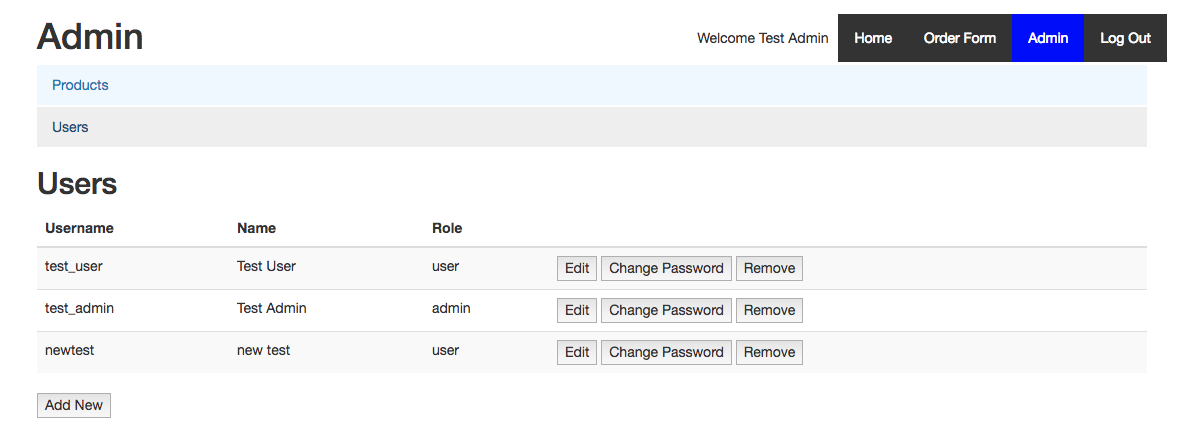 Admin
Welcome Test Admin Home Order Form Admin Log Out
Products
Users
Users
Username Name Role
test_user Test User user Edit Change Password Remove
test_admin Test Admin admin Edit Change Password Remove
newtest new test user Edit Change Password Remove
Add New